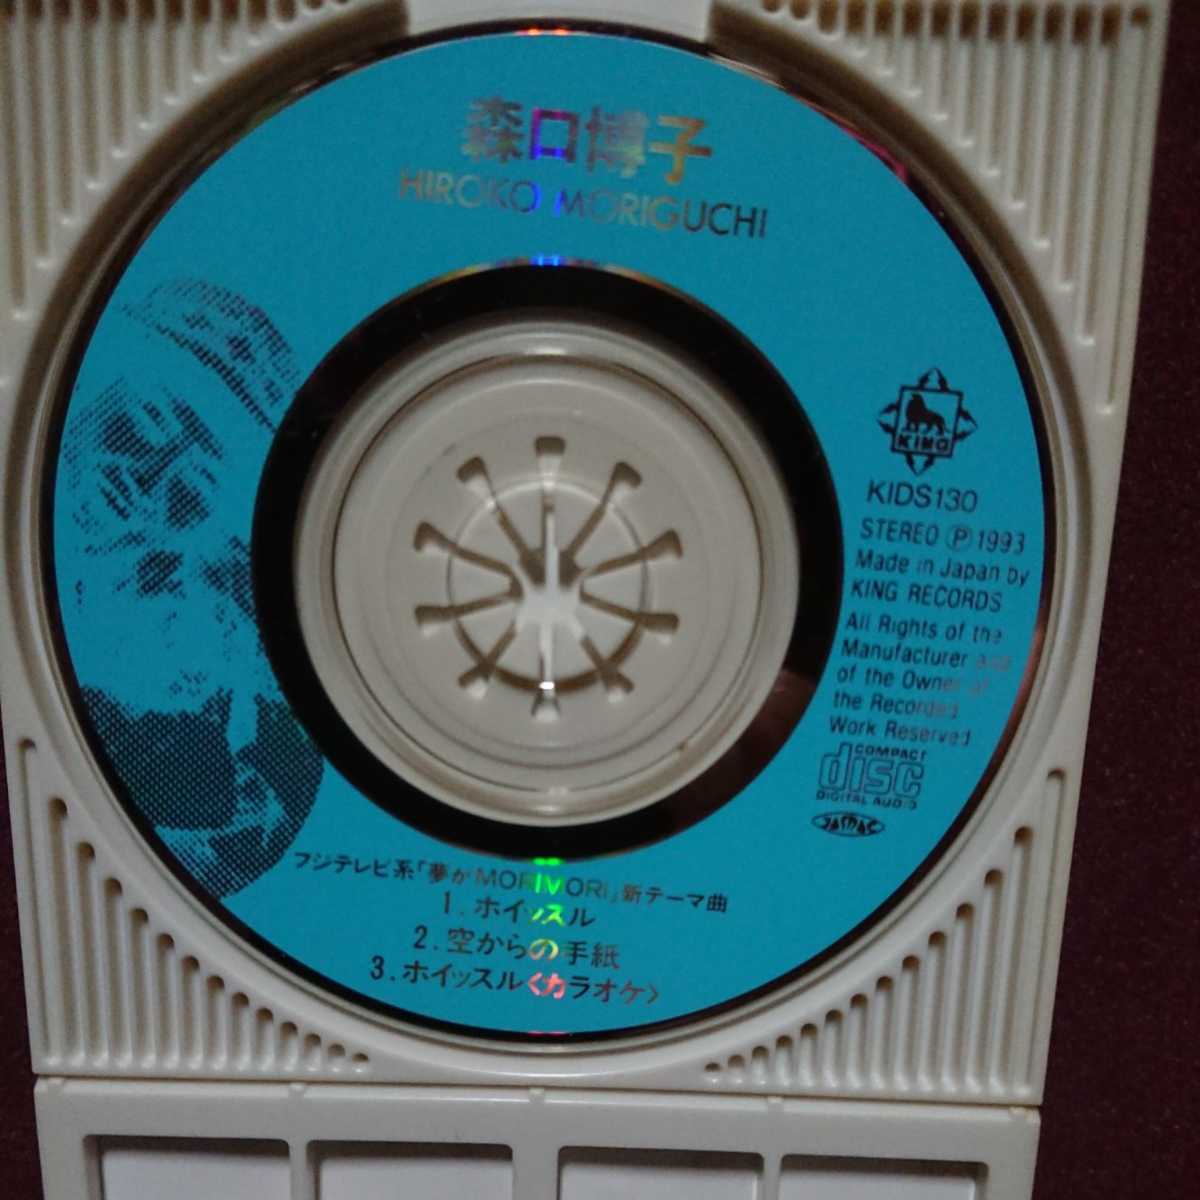 森口博子
HIROKO MORIGUCHI
KING
KIDS130
STEREO Ⓟ 1993
Made in Japan by
KING RECORDS
All Rights of the
Manufacturer and
of the Owner of
the Recorded
Work Reserved
COMPACT
disc
DIGITAL AUDIO
JASRAC
フジテレビ系「夢がMORIMORI」新テーマ曲
1. ホイッスル
2. 空からの手紙
3. ホイッスル〈カラオケ〉